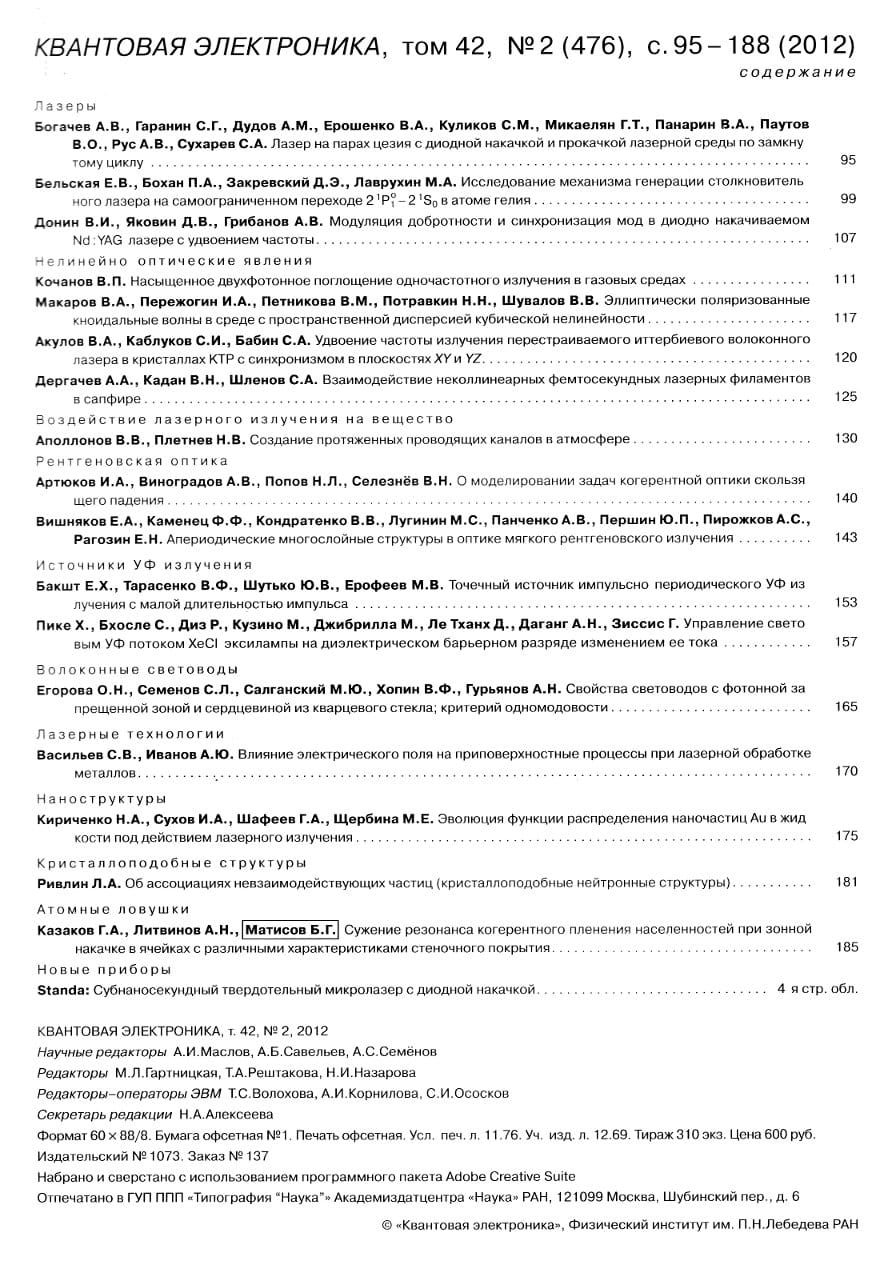 КВАНТОВАЯ ЭЛЕКТРОНИКА, том 42, № 2 (476), с. 95 – 188 (2012)
содержание
Лазеры
Богачев А.В., Гаранин С.Г., Дудов А.М., Ерошенко В.А., Куликов С.М., Микаелян Г.Т., Панарин В.А., Паутов
В.О., Рус А.В., Сухарев С.А. Лазер на парах цезия с диодной накачкой и прокачкой лазерной среды по замкну
тому циклу ........ 95
Бельская Е.В., Бохан П.А., Закревский Д.Э., Лаврухин М.А. Исследование механизма генерации столкновитель
ного лазера на самоограниченном переходе 2 ¹P₁⁰ – 2 ¹S₀ в атоме гелия ........ 99
Донин В.И., Яковин Д.В., Грибанов А.В. Модуляция добротности и синхронизация мод в диодно накачиваемом
Nd : YAG лазере с удвоением частоты ........ 107
Нелинейно оптические явления
Кочанов В.П. Насыщенное двухфотонное поглощение одночастотного излучения в газовых средах ........ 111
Макаров В.А., Пережогин И.А., Петникова В.М., Потравкин Н.Н., Шувалов В.В. Эллиптически поляризованные
кноидальные волны в среде с пространственной дисперсией кубической нелинейности ........ 117
Акулов В.А., Каблуков С.И., Бабин С.А. Удвоение частоты излучения перестраиваемого иттербиевого волоконного
лазера в кристаллах KTP с синхронизмом в плоскостях XY и YZ ........ 120
Дергачев А.А., Кадан В.Н., Шленов С.А. Взаимодействие неколлинеарных фемтосекундных лазерных филаментов
в сапфире ........ 125
Воздействие лазерного излучения на вещество
Аполлонов В.В., Плетнев Н.В. Создание протяженных проводящих каналов в атмосфере ........ 130
Рентгеновская оптика
Артюков И.А., Виноградов А.В., Попов Н.Л., Селезнёв В.Н. О моделировании задач когерентной оптики скользя
щего падения ........ 140
Вишняков Е.А., Каменец Ф.Ф., Кондратенко В.В., Лугинин М.С., Панченко А.В., Першин Ю.П., Пирожков А.С.,
Рагозин Е.Н. Апериодические многослойные структуры в оптике мягкого рентгеновского излучения ........ 143
Источники УФ излучения
Бакшт Е.Х., Тарасенко В.Ф., Шутько Ю.В., Ерофеев М.В. Точечный источник импульсно периодического УФ из
лучения с малой длительностью импульса ........ 153
Пике Х., Бхосле С., Диз Р., Кузино М., Джибрилла М., Ле Тханх Д., Даганг А.Н., Зиссис Г. Управление свето
вым УФ потоком XeCl эксилампы на диэлектрическом барьерном разряде изменением ее тока ........ 157
Волоконные световоды
Егорова О.Н., Семенов С.Л., Салганский М.Ю., Хопин В.Ф., Гурьянов А.Н. Свойства световодов с фотонной за
прещенной зоной и сердцевиной из кварцевого стекла; критерий одномодовости ........ 165
Лазерные технологии
Васильев С.В., Иванов А.Ю. Влияние электрического поля на приповерхностные процессы при лазерной обработке
металлов ........ 170
Наноструктуры
Кириченко Н.А., Сухов И.А., Шафеев Г.А., Щербина М.Е. Эволюция функции распределения наночастиц Au в жид
кости под действием лазерного излучения ........ 175
Кристаллоподобные структуры
Ривлин Л.А. Об ассоциациях невзаимодействующих частиц (кристаллоподобные нейтронные структуры) ........ 181
Атомные ловушки
Казаков Г.А., Литвинов А.Н., Матисов Б.Г. Сужение резонанса когерентного пленения населенностей при зонной
накачке в ячейках с различными характеристиками стеночного покрытия ........ 185
Новые приборы
Standa: Субнаносекундный твердотельный микролазер с диодной накачкой ........ 4 я стр. обл.
КВАНТОВАЯ ЭЛЕКТРОНИКА, т. 42, № 2, 2012
Научные редакторы А.И.Маслов, А.Б.Савельев, А.С.Семёнов
Редакторы М.Л.Гартницкая, Т.А.Рештакова, Н.И.Назарова
Редакторы–операторы ЭВМ Т.С.Волохова, А.И.Корнилова, С.И.Ососков
Секретарь редакции Н.А.Алексеева
Формат 60 × 88/8. Бумага офсетная №1. Печать офсетная. Усл. печ. л. 11.76. Уч. изд. л. 12.69. Тираж 310 экз. Цена 600 руб.
Издательский № 1073. Заказ № 137
Набрано и сверстано с использованием программного пакета Adobe Creative Suite
Отпечатано в ГУП ППП «Типография “Наука”» Академиздатцентра «Наука» РАН, 121099 Москва, Шубинский пер., д. 6
© «Квантовая электроника», Физический институт им. П.Н.Лебедева РАН